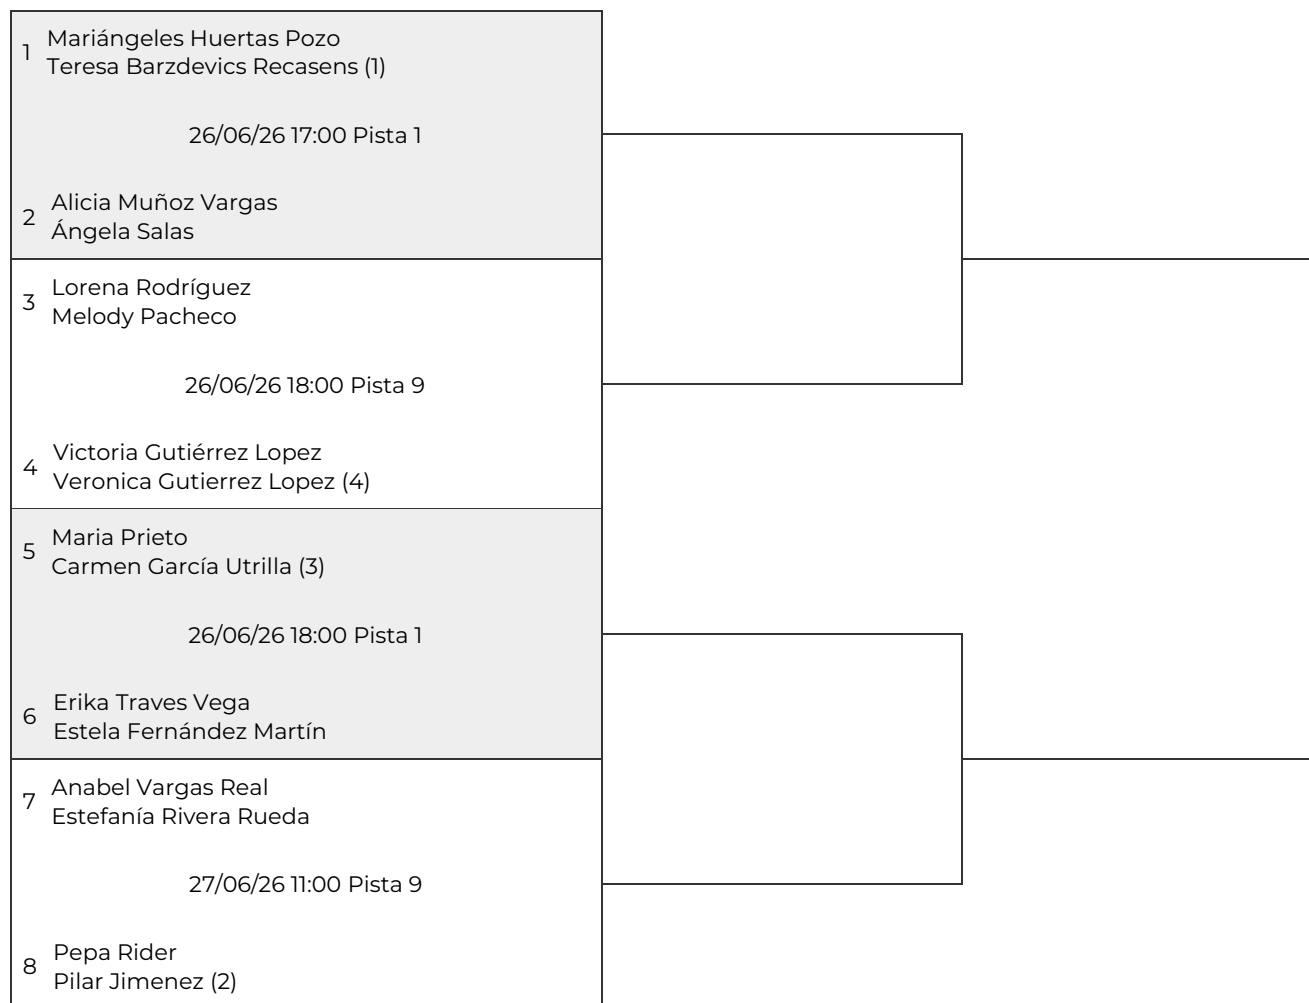 1
Mariángeles Huertas Pozo
Teresa Barzdevics Recasens (1)
26/06/26 17:00 Pista 1
2
Alicia Muñoz Vargas
Ángela Salas
3
Lorena Rodríguez
Melody Pacheco
26/06/26 18:00 Pista 9
4
Victoria Gutiérrez Lopez
Veronica Gutierrez Lopez (4)
5
Maria Prieto
Carmen García Utrilla (3)
26/06/26 18:00 Pista 1
6
Erika Traves Vega
Estela Fernández Martín
7
Anabel Vargas Real
Estefanía Rivera Rueda
27/06/26 11:00 Pista 9
8
Pepa Rider
Pilar Jimenez (2)